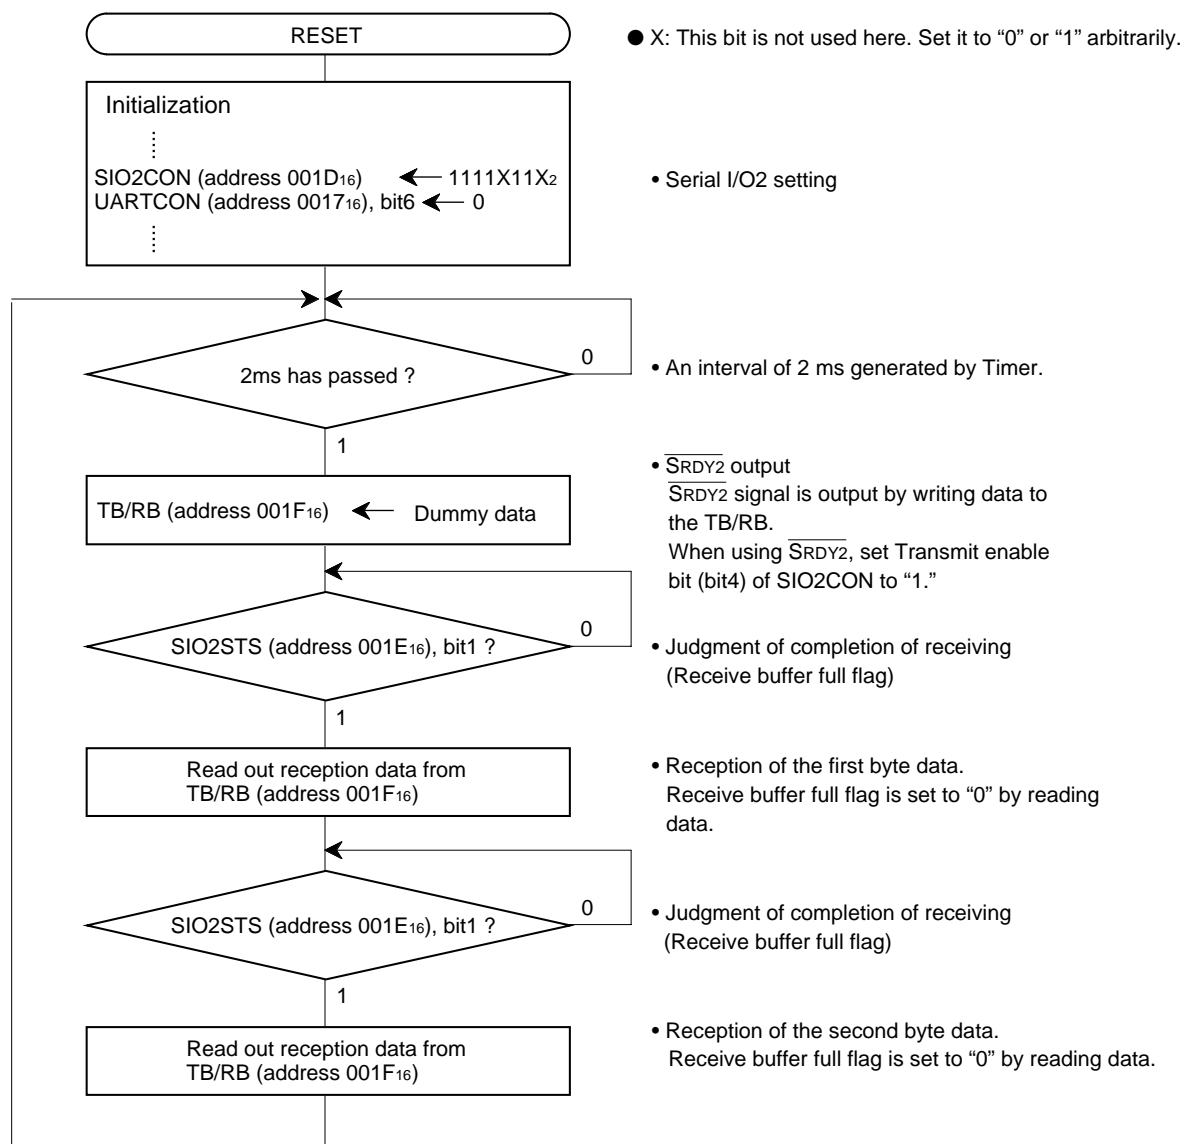 RESET
● X: This bit is not used here. Set it to “0” or “1” arbitrarily.
Initialization
SIO2CON (address 001D16) ← 1111X11X2
• Serial I/O2 setting
UARTCON (address 001716), bit6 ← 0
2ms has passed ?
0
• An interval of 2 ms generated by Timer.
1
TB/RB (address 001F16) ← Dummy data
• SRDY2 output
SRDY2 signal is output by writing data to
the TB/RB.
When using SRDY2, set Transmit enable
bit (bit4) of SIO2CON to “1.”
SIO2STS (address 001E16), bit1 ?
0
• Judgment of completion of receiving
(Receive buffer full flag)
1
Read out reception data from
TB/RB (address 001F16)
• Reception of the first byte data.
Receive buffer full flag is set to “0” by reading
data.
SIO2STS (address 001E16), bit1 ?
0
• Judgment of completion of receiving
(Receive buffer full flag)
1
Read out reception data from
TB/RB (address 001F16)
• Reception of the second byte data.
Receive buffer full flag is set to “0” by reading data.